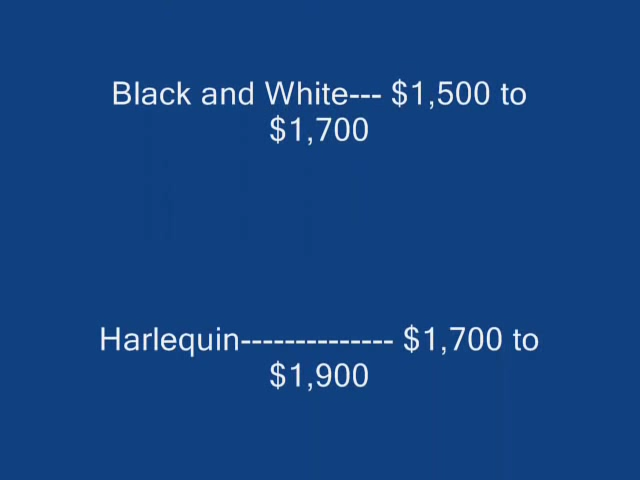 Black and White--- $1,500 to
$1,700
Harlequin-------------- $1,700 to
$1,900